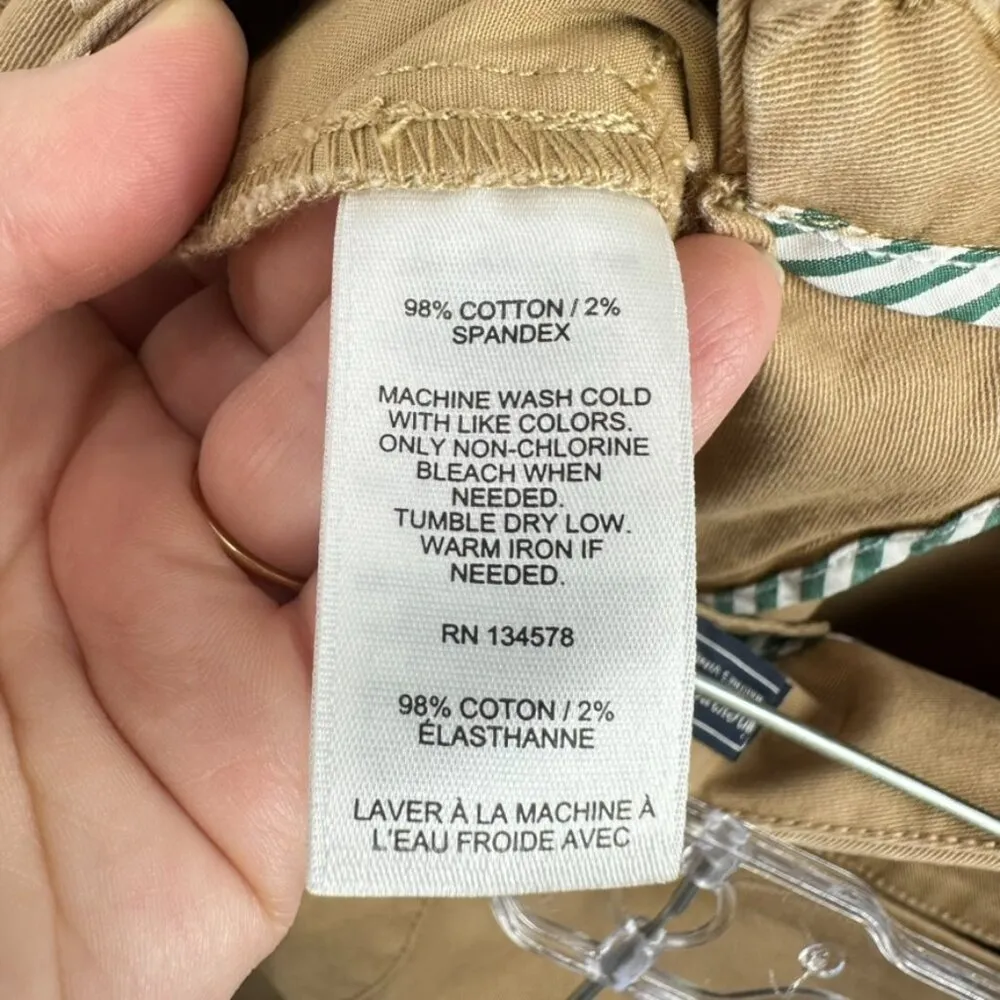 98% COTTON / 2%
SPANDEX
MACHINE WASH COLD
WITH LIKE COLORS.
ONLY NON-CHLORINE
BLEACH WHEN
NEEDED.
TUMBLE DRY LOW.
WARM IRON IF
NEEDED.
RN 134578
98% COTON / 2%
ÉLASTHANNE
LAVER À LA MACHINE À
L'EAU FROIDE AVEC